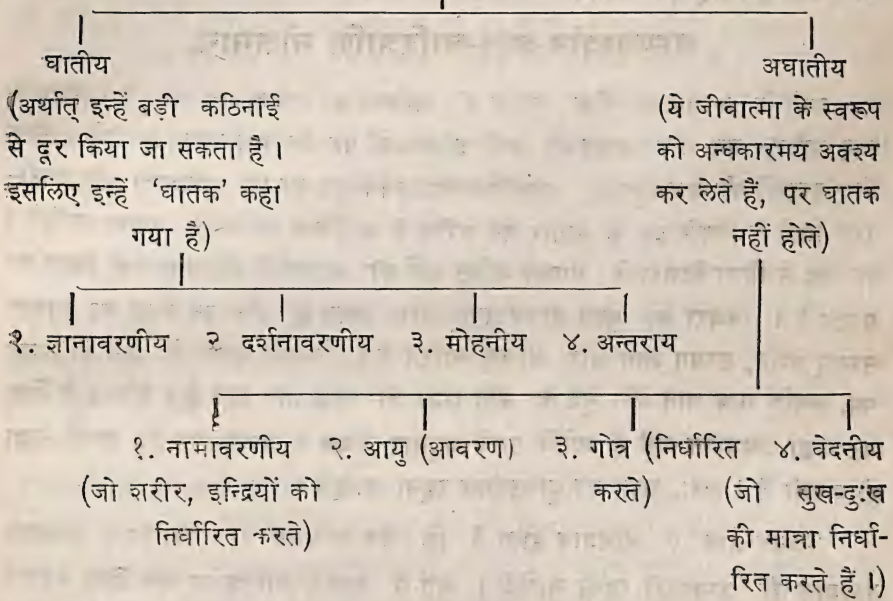 घातीय
(अर्थात् इन्हें बड़ी कठिनाई
से दूर किया जा सकता है।
इसलिए इन्हें 'घातक' कहा
गया है)
अघातीय
(ये जीवात्मा के स्वरूप
को अन्धकारमय अवश्य
कर लेते हैं, पर घातक
नहीं होते)
१. ज्ञानावरणीय २ दर्शनावरणीय ३. मोहनीय ४. अन्तराय
१. नामावरणीय २. आयु (आवरण) ३. गोत्र (निर्धारित ४. वेदनीय
(जो शरीर, इन्द्रियों को करते) (जो सुख-दुःख
निर्धारित करते) की मात्रा निर्धा-
रित करते हैं।)